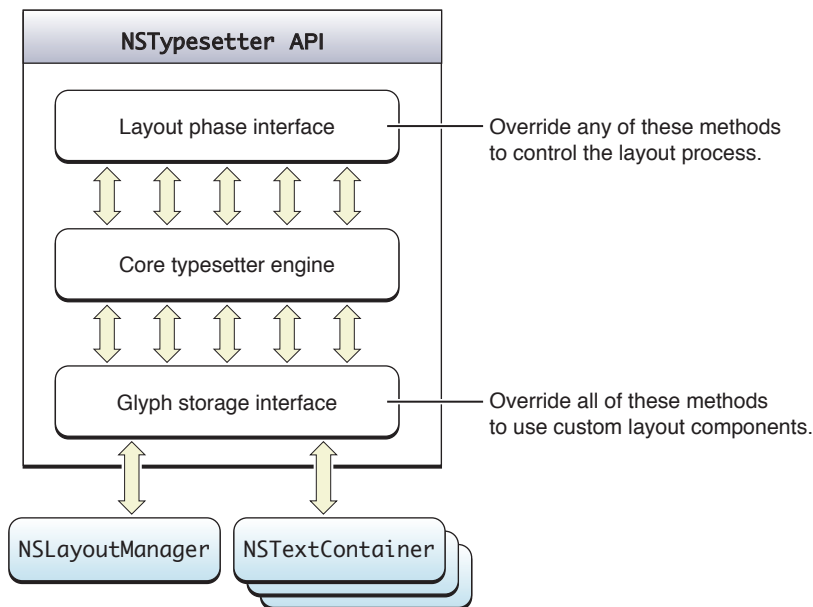 NSTypesetter API
Layout phase interface
Override any of these methods
to control the layout process.
Core typesetter engine
Glyph storage interface
Override all of these methods
to use custom layout components.
NSLayoutManager
NSTextContainer